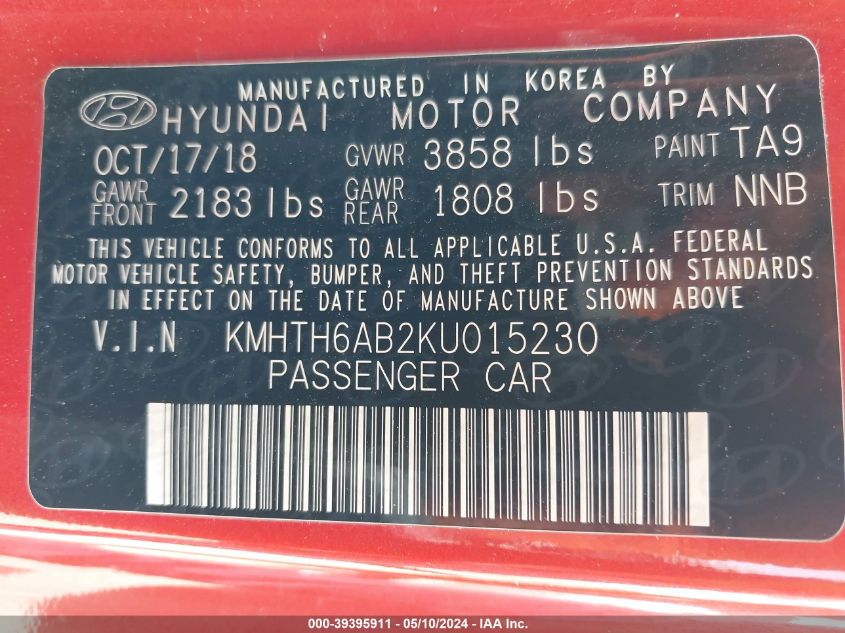 MANUFACTURED IN KOREA BY
HYUNDAI MOTOR COMPANY
OCT/17/18 GVWR 3858 lbs PAINT TA9
GAWR FRONT 2183 lbs GAWR REAR 1808 lbs TRIM NNB
THIS VEHICLE CONFORMS TO ALL APPLICABLE U.S.A. FEDERAL
MOTOR VEHICLE SAFETY, BUMPER, AND THEFT PREVENTION STANDARDS
IN EFFECT ON THE DATE OF MANUFACTURE SHOWN ABOVE
V.I.N KMHTH6AB2KU015230
PASSENGER CAR
000-39395911 - 05/10/2024 - IAA Inc.